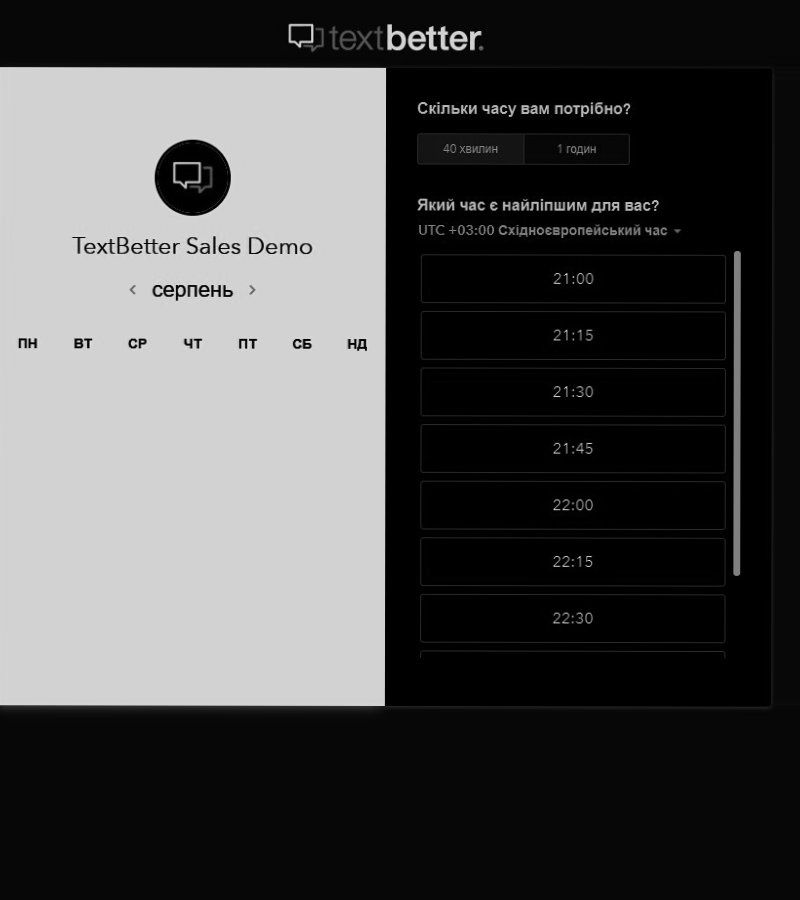 textbetter.
TextBetter Sales Demo
серпень
ПН ВТ СР ЧТ ПТ СБ НД
Скільки часу вам потрібно?
40 хвилин 1 годин
Який час є найліпшим для вас?
UTC +03:00 Східноєвропейський час
21:00
21:15
21:30
21:45
22:00
22:15
22:30